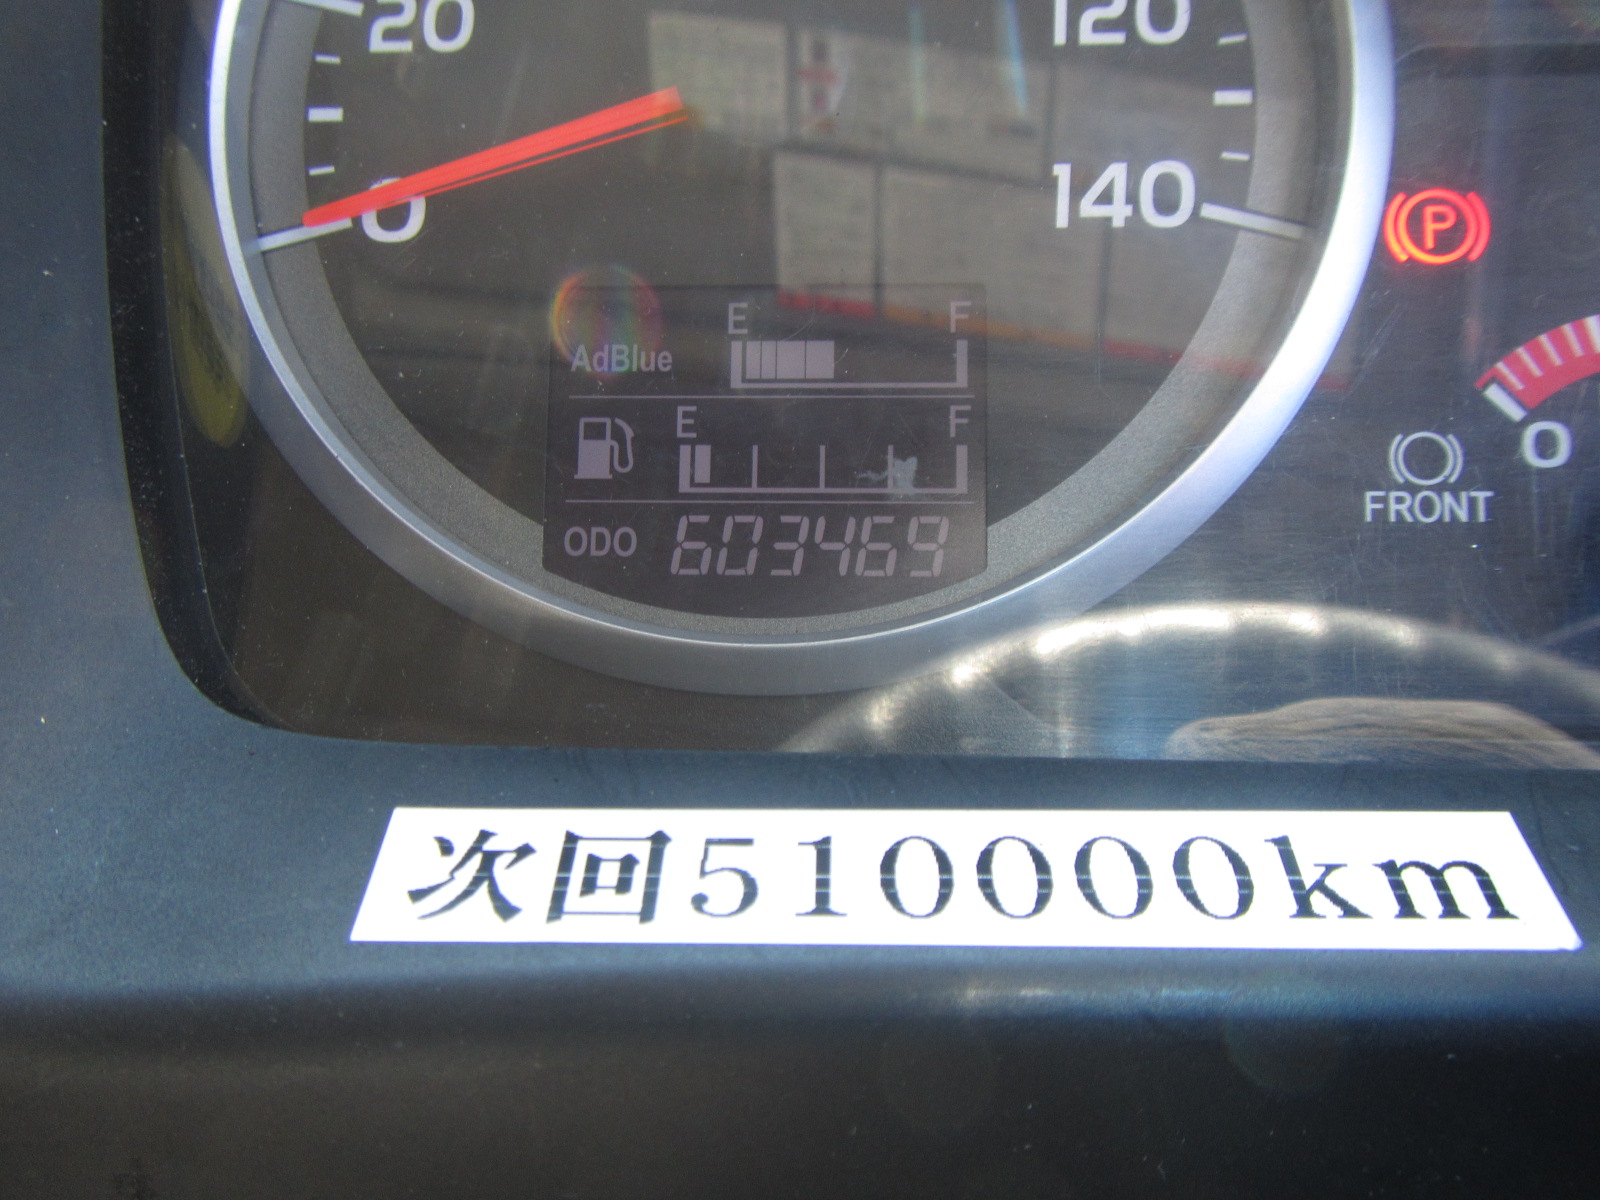 20
120
0
140
P
E F
AdBlue
E F
ODO 603469
0
FRONT
次回510000km